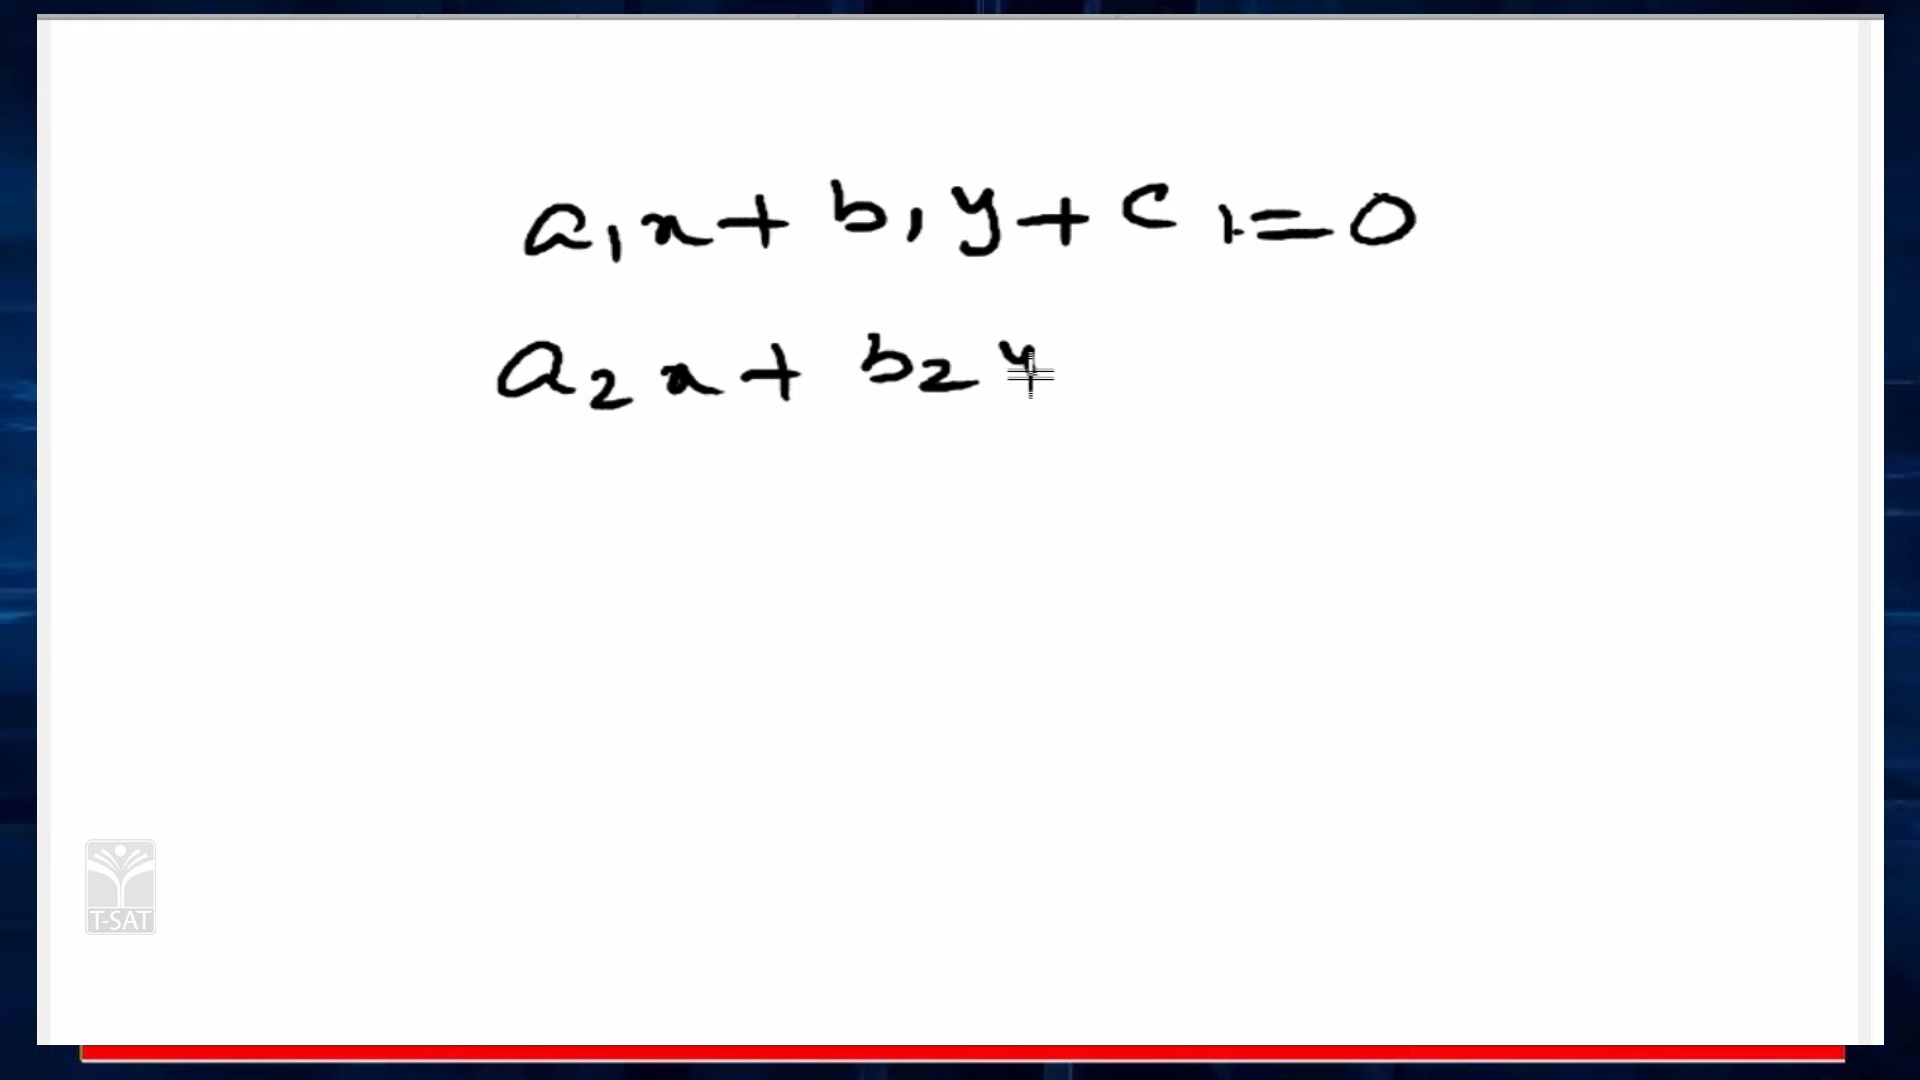 a₁x + b₁y + c₁ = 0
a₂x + b₂y
T-SAT